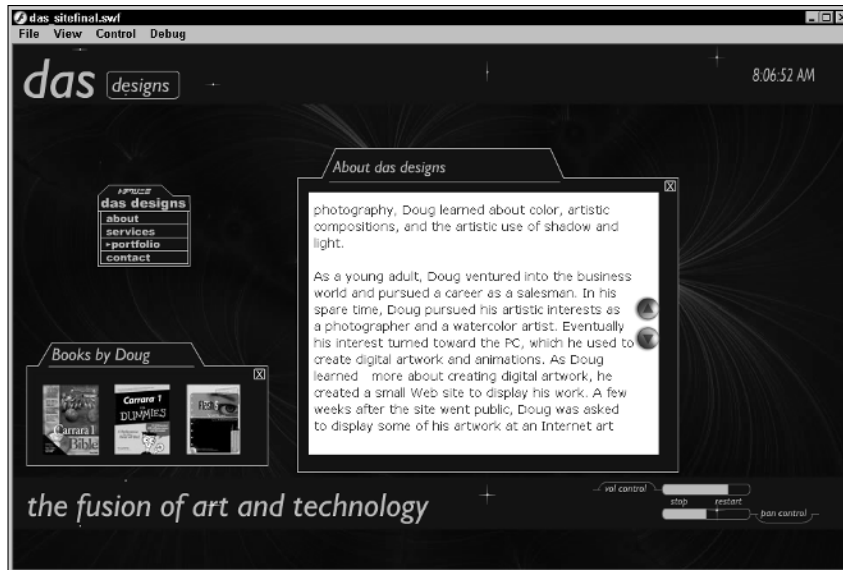 das_sitefinal.swf
File View Control Debug
das designs
8:06:52 AM
das designs
about
services
portfolio
contact
About das designs
X
photography, Doug learned about color, artistic
compositions, and the artistic use of shadow and
light.
As a young adult, Doug ventured into the business
world and pursued a career as a salesman. In his
spare time, Doug pursued his artistic interests as
a photographer and a watercolor artist. Eventually
his interest turned toward the PC, which he used to
create digital artwork and animations. As Doug
learned more about creating digital artwork, he
created a small Web site to display his work. A few
weeks after the site went public, Doug was asked
to display some of his artwork at an Internet art
Books by Doug
X
Carrara 1
Bible
Carrara 1
DUMMIES
the fusion of art and technology
vol control
stop restart
pan control